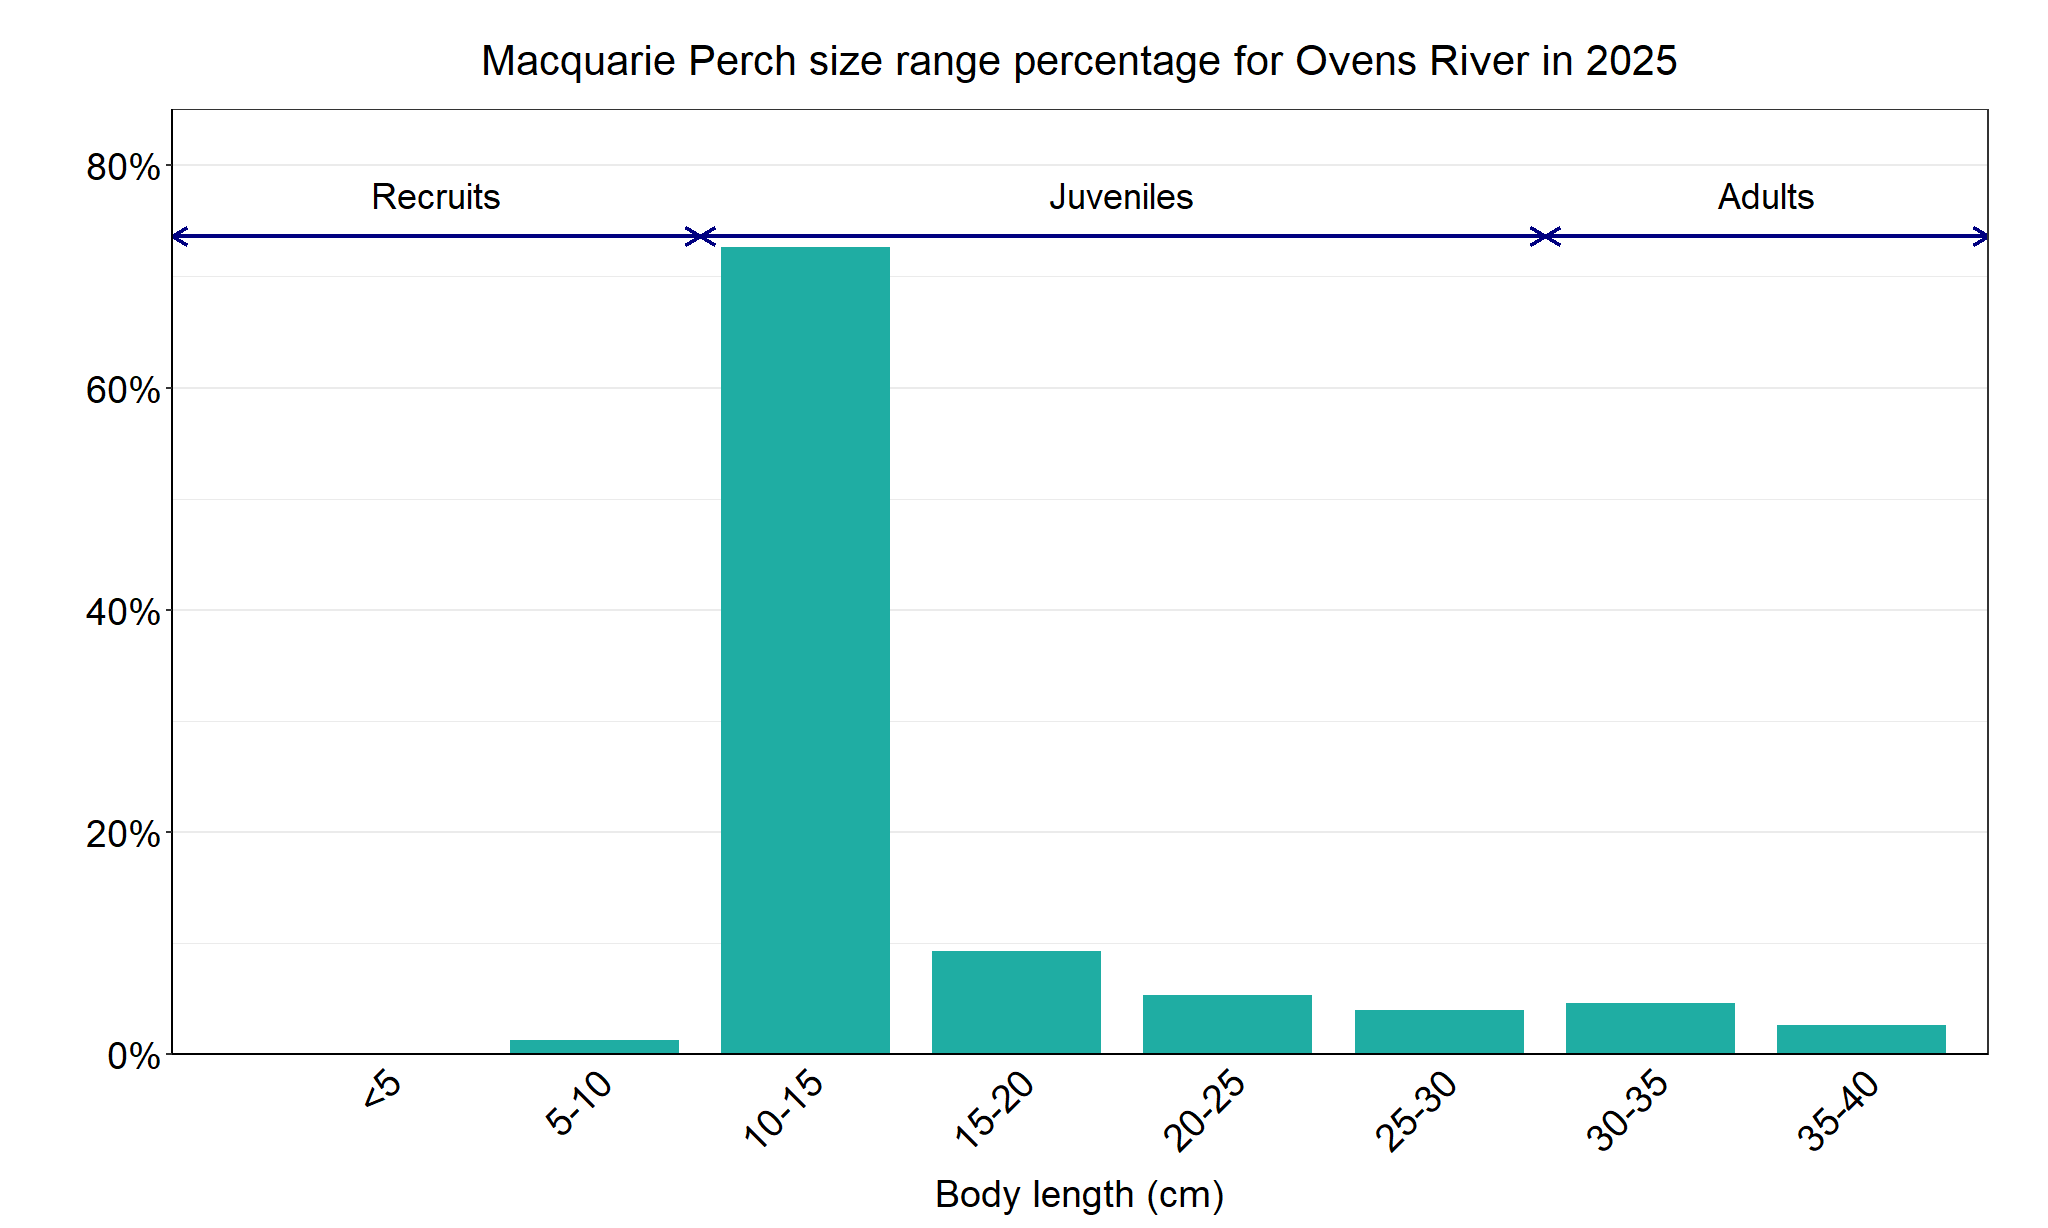 Macquarie Perch size range percentage for Ovens River in 2025
80%
Recruits Juveniles Adults
60%
40%
20%
0%
<5 5-10 10-15 15-20 20-25 25-30 30-35 35-40
Body length (cm)